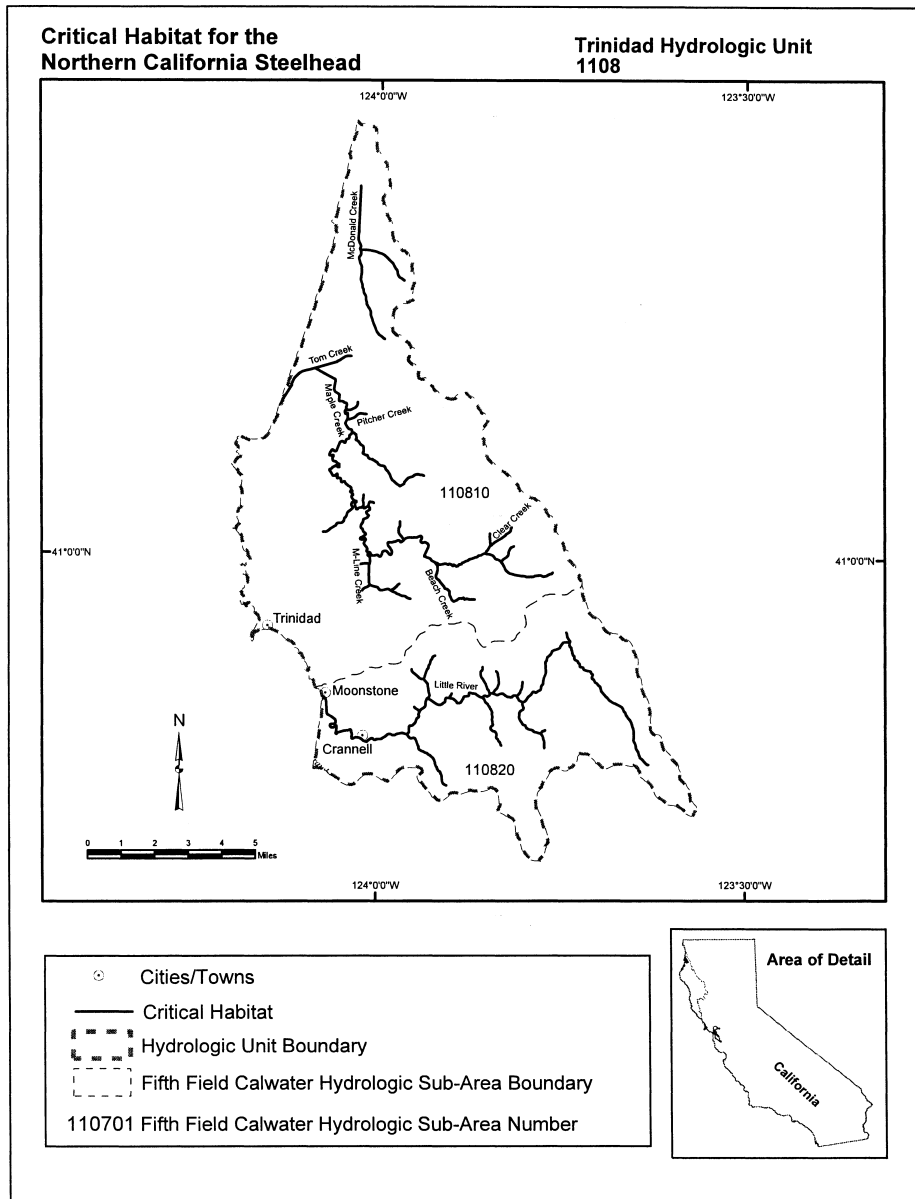 Critical Habitat for the
Northern California Steelhead
Trinidad Hydrologic Unit
1108
124°0'0"W
123°30'0"W
McDonald Creek
Tom Creek
Maple Creek
Pitcher Creek
110810
Clear Creek
41°0'0"N
41°0'0"N
M-Line Creek
Beach Creek
Trinidad
Little River
Moonstone
Crannell
110820
N
0 1 2 3 4 5
Miles
124°0'0"W
123°30'0"W
Cities/Towns
Critical Habitat
Hydrologic Unit Boundary
Fifth Field Calwater Hydrologic Sub-Area Boundary
110701 Fifth Field Calwater Hydrologic Sub-Area Number
Area of Detail
California